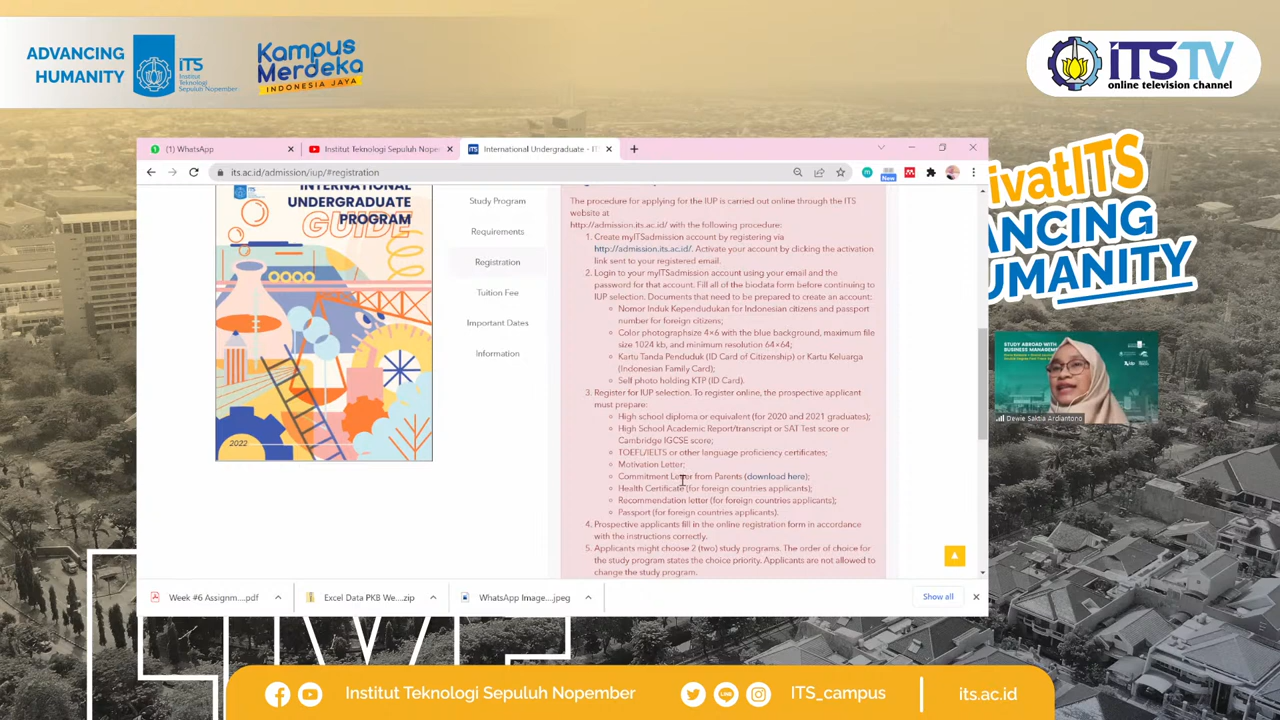 ADVANCING
HUMANITY
iTS
Institut
Teknologi
Sepuluh Nopember
Kampus
Merdeka
INDONESIA JAYA
iTSTV
online television channel
(1) WhatsApp
Institut Teknologi Sepuluh Nope
International Undergraduate - IT
its.ac.id/admission/iup/#registration
New
INTERNATIONAL
UNDERGRADUATE
PROGRAM
GUIDE
2022
Study Program
Requirements
Registration
Tuition Fee
Important Dates
Information
The procedure for applying for the IUP is carried out online through the ITS
website at
http://admission.its.ac.id/ with the following procedure:
1. Create myITSadmission account by registering via
http://admission.its.ac.id/. Activate your account by clicking the activation
link sent to your registered email.
2. Login to your myITSadmission account using your email and the
password for that account. Fill all of the biodata form before continuing to
IUP selection. Documents that need to be prepared to create an account:
Nomor Induk Kependudukan for Indonesian citizens and passport
number for foreign citizens;
Color photographsize 4×6 with the blue background, maximum file
size 1024 kb, and minimum resolution 64×64;
Kartu Tanda Penduduk (ID Card of Citizenship) or Kartu Keluarga
(Indonesian Family Card);
Self photo holding KTP (ID Card).
3. Register for IUP selection. To register online, the prospective applicant
must prepare:
High school diploma or equivalent (for 2020 and 2021 graduates);
High School Academic Report/transcript or SAT Test score or
Cambridge IGCSE score;
TOEFL/IELTS or other language proficiency certificates;
Motivation Letter;
Commitment Letter from Parents (download here);
Health Certificate (for foreign countries applicants);
Recommendation letter (for foreign countries applicants);
Passport (for foreign countries applicants).
4. Prospective applicants fill in the online registration form in accordance
with the instructions correctly.
5. Applicants might choose 2 (two) study programs. The order of choice for
the study program states the choice priority. Applicants are not allowed to
change the study program.
Week #6 Assignm....pdf
Excel Data PKB We....zip
WhatsApp Image....jpeg
Show all
ivatITS
ANCING
UMANITY
STUDY ABROAD WITH
BUSINESS MANAGEM
Dewie Saktia Ardiantono
Institut Teknologi Sepuluh Nopember
ITS_campus
its.ac.id